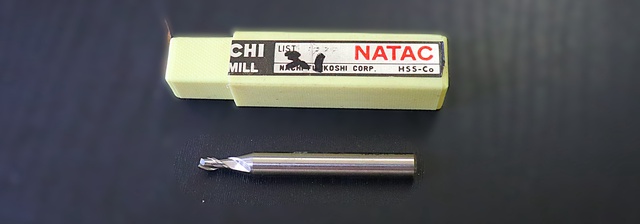 CHI LIST NATAC
MILL NACHI-FUJIKOSHI CORP. HSS-Co